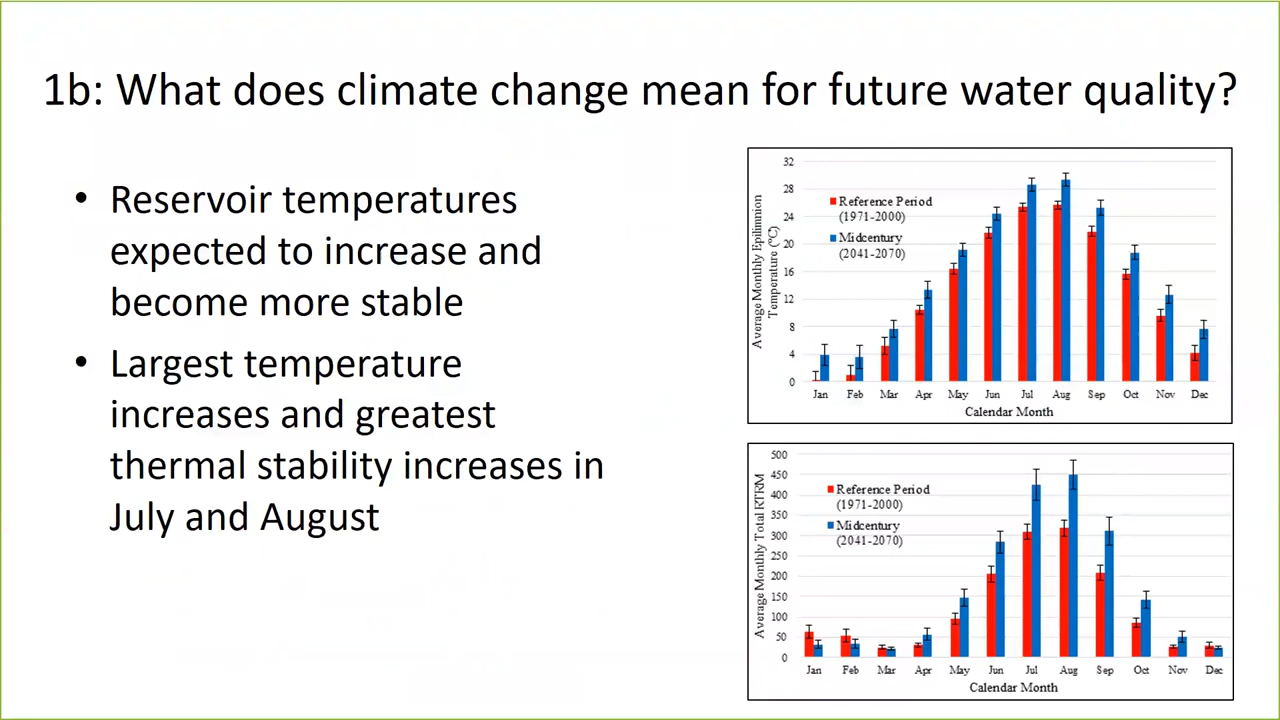 1b: What does climate change mean for future water quality?
• Reservoir temperatures
expected to increase and
become more stable
• Largest temperature
increases and greatest
thermal stability increases in
July and August
Average Monthly Epilimnion
Temperature (°C)
32
28
24
20
16
12
8
4
0
Reference Period
(1971-2000)
Midcentury
(2041-2070)
Jan Feb Mar Apr May Jun Jul Aug Sep Oct Nov Dec
Calendar Month
Average Monthly Total RTRM
500
450
400
350
300
250
200
150
100
50
0
Reference Period
(1971-2000)
Midcentury
(2041-2070)
Jan Feb Mar Apr May Jun Jul Aug Sep Oct Nov Dec
Calendar Month